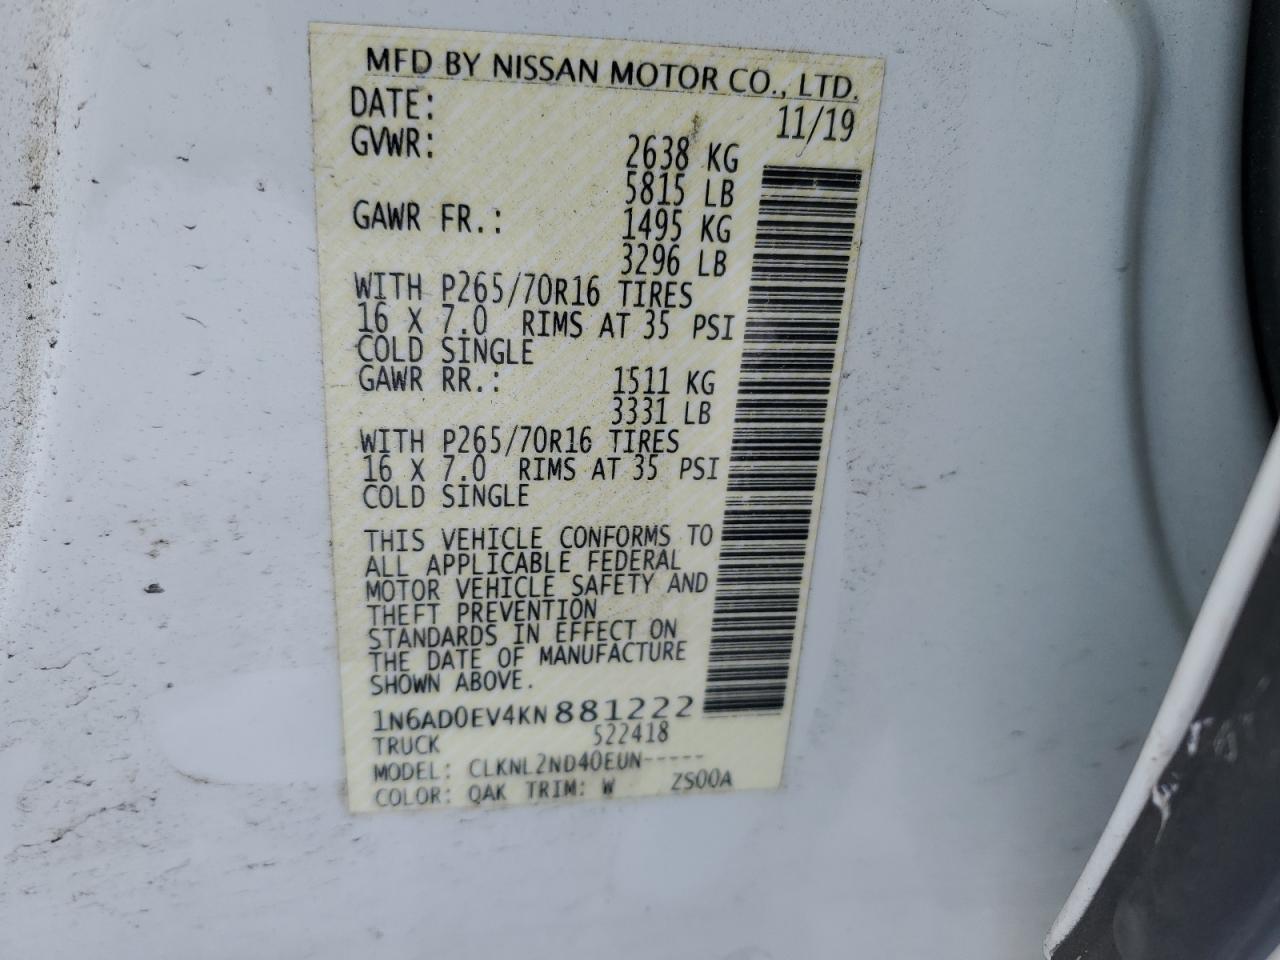 MFD BY NISSAN MOTOR CO., LTD.
DATE: 11/19
GVWR: 2638 KG
5815 LB
GAWR FR.: 1495 KG
3296 LB
WITH P265/70R16 TIRES
16 X 7.0 RIMS AT 35 PSI
COLD SINGLE
GAWR RR.: 1511 KG
3331 LB
WITH P265/70R16 TIRES
16 X 7.0 RIMS AT 35 PSI
COLD SINGLE
THIS VEHICLE CONFORMS TO
ALL APPLICABLE FEDERAL
MOTOR VEHICLE SAFETY AND
THEFT PREVENTION
STANDARDS IN EFFECT ON
THE DATE OF MANUFACTURE
SHOWN ABOVE.
1N6AD0EV4KN881222
TRUCK 522418
MODEL: CLKNL2ND40EUN-----
COLOR: QAK TRIM: W ZS00A